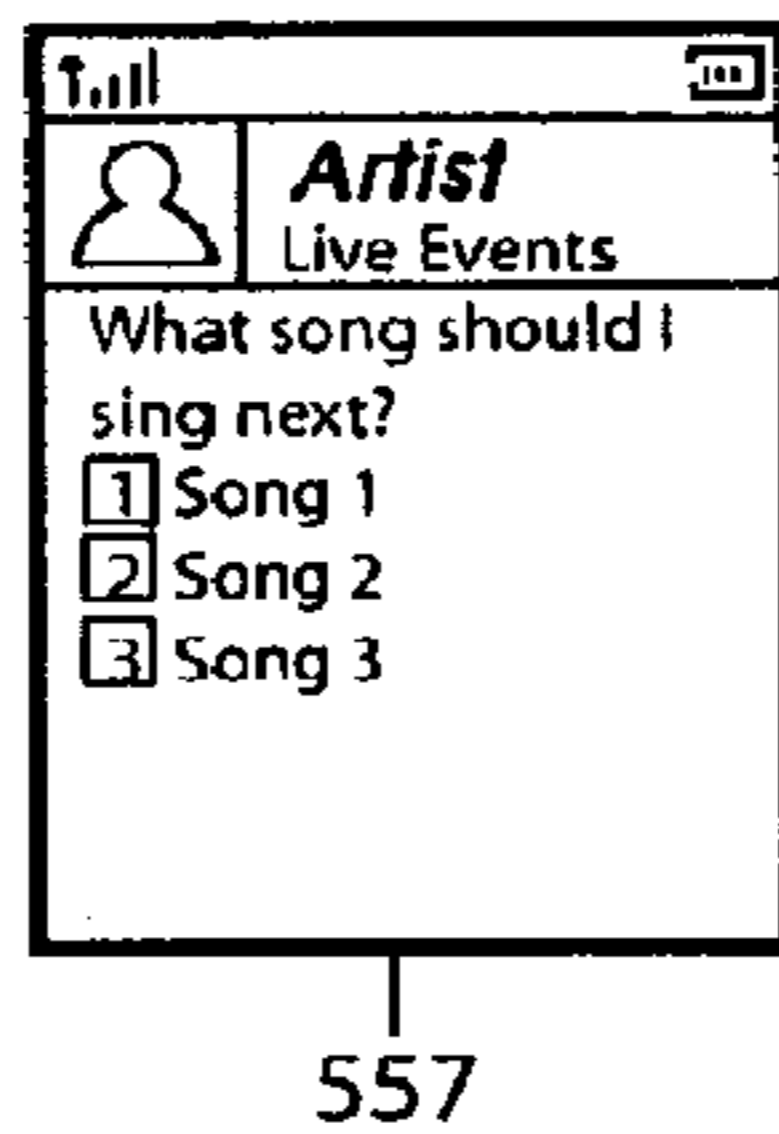 Artist
Live Events
What song should I
sing next?
1 Song 1
2 Song 2
3 Song 3
557